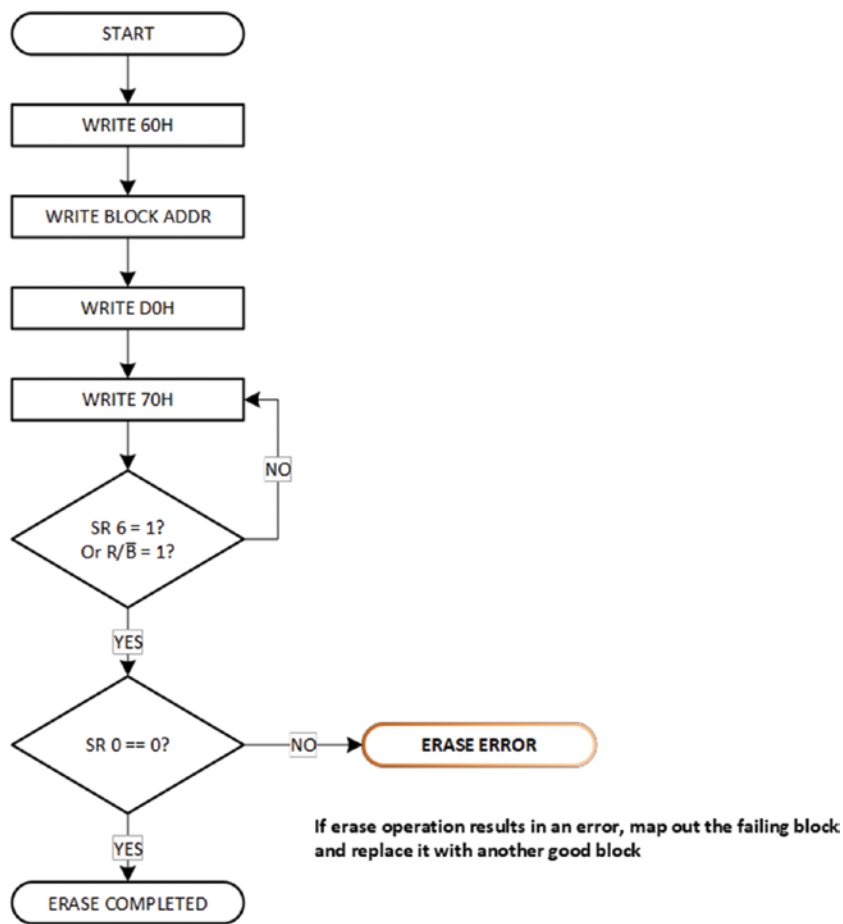 START
WRITE 60H
WRITE BLOCK ADDR
WRITE D0H
WRITE 70H
NO
SR 6 = 1?
Or R/B̅ = 1?
YES
SR 0 == 0?
NO
ERASE ERROR
If erase operation results in an error, map out the failing block
and replace it with another good block
YES
ERASE COMPLETED